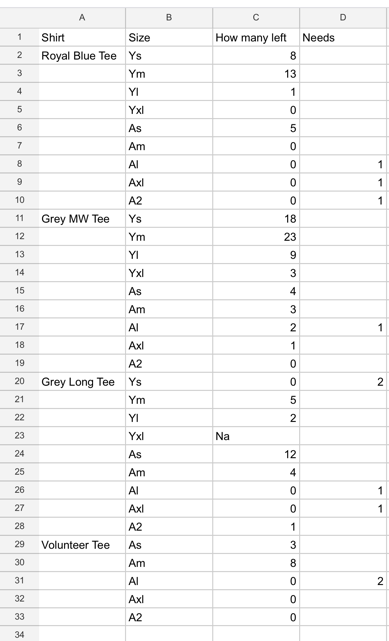 A B C D
1 Shirt Size How many left Needs
2 Royal Blue Tee Ys 8
3 Ym 13
4 Yl 1
5 Yxl 0
6 As 5
7 Am 0
8 Al 0 1
9 Axl 0 1
10 A2 0 1
11 Grey MW Tee Ys 18
12 Ym 23
13 Yl 9
14 Yxl 3
15 As 4
16 Am 3
17 Al 2 1
18 Axl 1
19 A2 0
20 Grey Long Tee Ys 0 2
21 Ym 5
22 Yl 2
23 Yxl Na
24 As 12
25 Am 4
26 Al 0 1
27 Axl 0 1
28 A2 1
29 Volunteer Tee As 3
30 Am 8
31 Al 0 2
32 Axl 0
33 A2 0
34